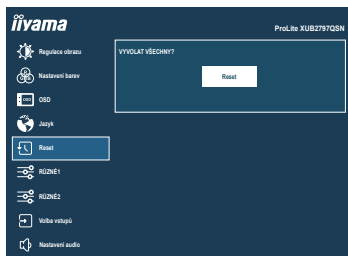 iiyama
ProLite XUB2797QSN
Regulace obrazu
VYVOLAT VŠECHNY?
Reset
Nastavení barev
OSD
OSD
Jazyk
Reset
RŮZNÉ1
RŮZNÉ2
Volba vstupů
Nastavení audio